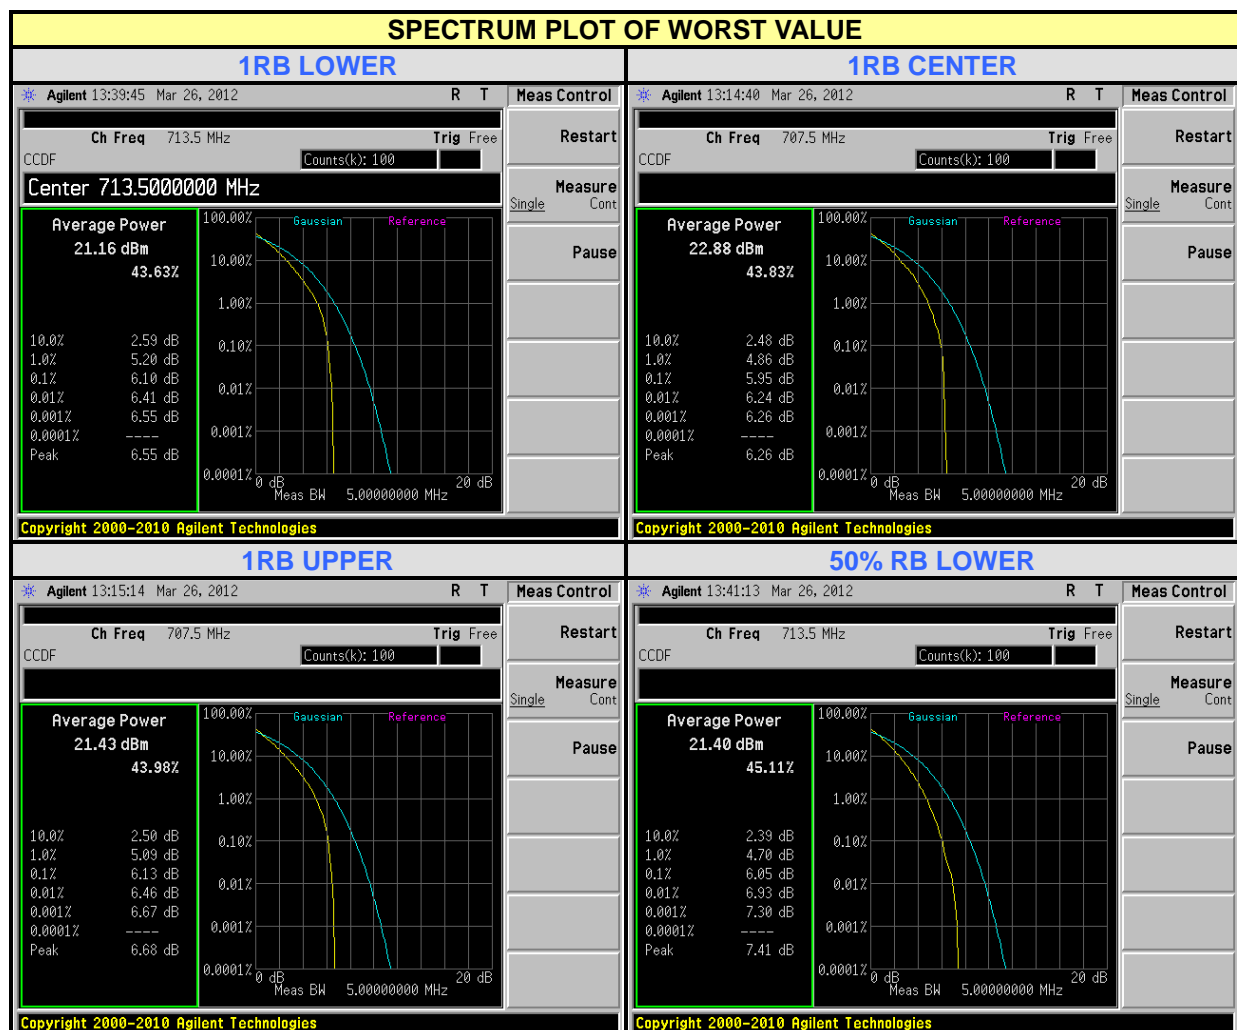 SPECTRUM PLOT OF WORST VALUE
1RB LOWER
Agilent 13:39:45 Mar 26, 2012 R T
Meas Control
Ch Freq 713.5 MHz Trig Free
Restart
CCDF Counts(k): 100
Center 713.5000000 MHz
Measure
Single Cont
Average Power
21.16 dBm
43.63%
Pause
10.0% 2.59 dB
1.0% 5.20 dB
0.1% 6.10 dB
0.01% 6.41 dB
0.001% 6.55 dB
0.0001% ----
Peak 6.55 dB
Gaussian Reference
100.00%
10.00%
1.00%
0.10%
0.01%
0.001%
0.0001%
0 dB 20 dB
Meas BW 5.00000000 MHz
Copyright 2000-2010 Agilent Technologies
1RB CENTER
Agilent 13:14:40 Mar 26, 2012 R T
Meas Control
Ch Freq 707.5 MHz Trig Free
Restart
CCDF Counts(k): 100
Measure
Single Cont
Average Power
22.88 dBm
43.83%
Pause
10.0% 2.48 dB
1.0% 4.86 dB
0.1% 5.95 dB
0.01% 6.24 dB
0.001% 6.26 dB
0.0001% ----
Peak 6.26 dB
Gaussian Reference
100.00%
10.00%
1.00%
0.10%
0.01%
0.001%
0.0001%
0 dB 20 dB
Meas BW 5.00000000 MHz
Copyright 2000-2010 Agilent Technologies
1RB UPPER
Agilent 13:15:14 Mar 26, 2012 R T
Meas Control
Ch Freq 707.5 MHz Trig Free
Restart
CCDF Counts(k): 100
Measure
Single Cont
Average Power
21.43 dBm
43.98%
Pause
10.0% 2.50 dB
1.0% 5.09 dB
0.1% 6.13 dB
0.01% 6.46 dB
0.001% 6.67 dB
0.0001% ----
Peak 6.68 dB
Gaussian Reference
100.00%
10.00%
1.00%
0.10%
0.01%
0.001%
0.0001%
0 dB 20 dB
Meas BW 5.00000000 MHz
Copyright 2000-2010 Agilent Technologies
50% RB LOWER
Agilent 13:41:13 Mar 26, 2012 R T
Meas Control
Ch Freq 713.5 MHz Trig Free
Restart
CCDF Counts(k): 100
Measure
Single Cont
Average Power
21.40 dBm
45.11%
Pause
10.0% 2.39 dB
1.0% 4.70 dB
0.1% 6.05 dB
0.01% 6.93 dB
0.001% 7.30 dB
0.0001% ----
Peak 7.41 dB
Gaussian Reference
100.00%
10.00%
1.00%
0.10%
0.01%
0.001%
0.0001%
0 dB 20 dB
Meas BW 5.00000000 MHz
Copyright 2000-2010 Agilent Technologies